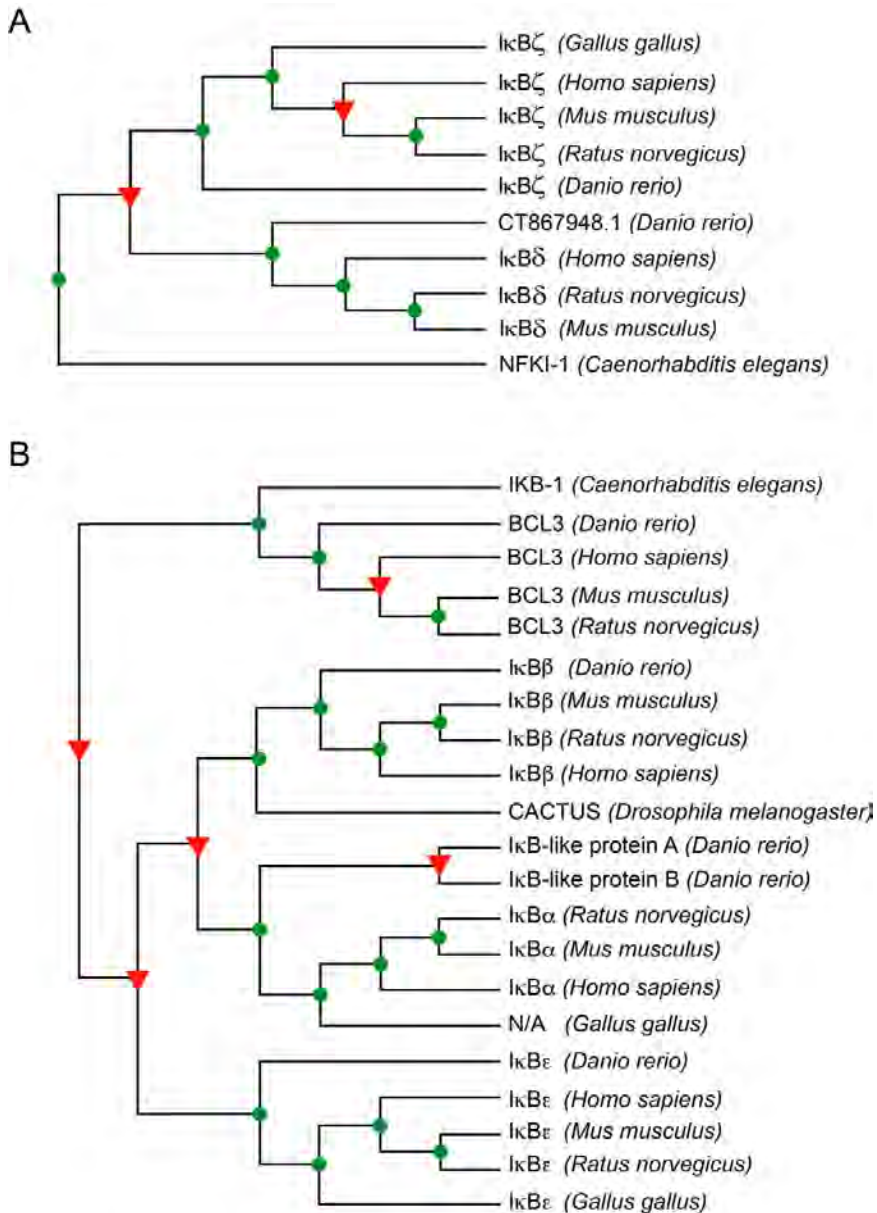 A
IκBζ (Gallus gallus)
IκBζ (Homo sapiens)
IκBζ (Mus musculus)
IκBζ (Ratus norvegicus)
IκBζ (Danio rerio)
CT867948.1 (Danio rerio)
IκBδ (Homo sapiens)
IκBδ (Ratus norvegicus)
IκBδ (Mus musculus)
NFKI-1 (Caenorhabditis elegans)
B
IKB-1 (Caenorhabditis elegans)
BCL3 (Danio rerio)
BCL3 (Homo sapiens)
BCL3 (Mus musculus)
BCL3 (Ratus norvegicus)
IκBβ (Danio rerio)
IκBβ (Mus musculus)
IκBβ (Ratus norvegicus)
IκBβ (Homo sapiens)
CACTUS (Drosophila melanogaster)
IκB-like protein A (Danio rerio)
IκB-like protein B (Danio rerio)
IκBα (Ratus norvegicus)
IκBα (Mus musculus)
IκBα (Homo sapiens)
N/A (Gallus gallus)
IκBε (Danio rerio)
IκBε (Homo sapiens)
IκBε (Mus musculus)
IκBε (Ratus norvegicus)
IκBε (Gallus gallus)